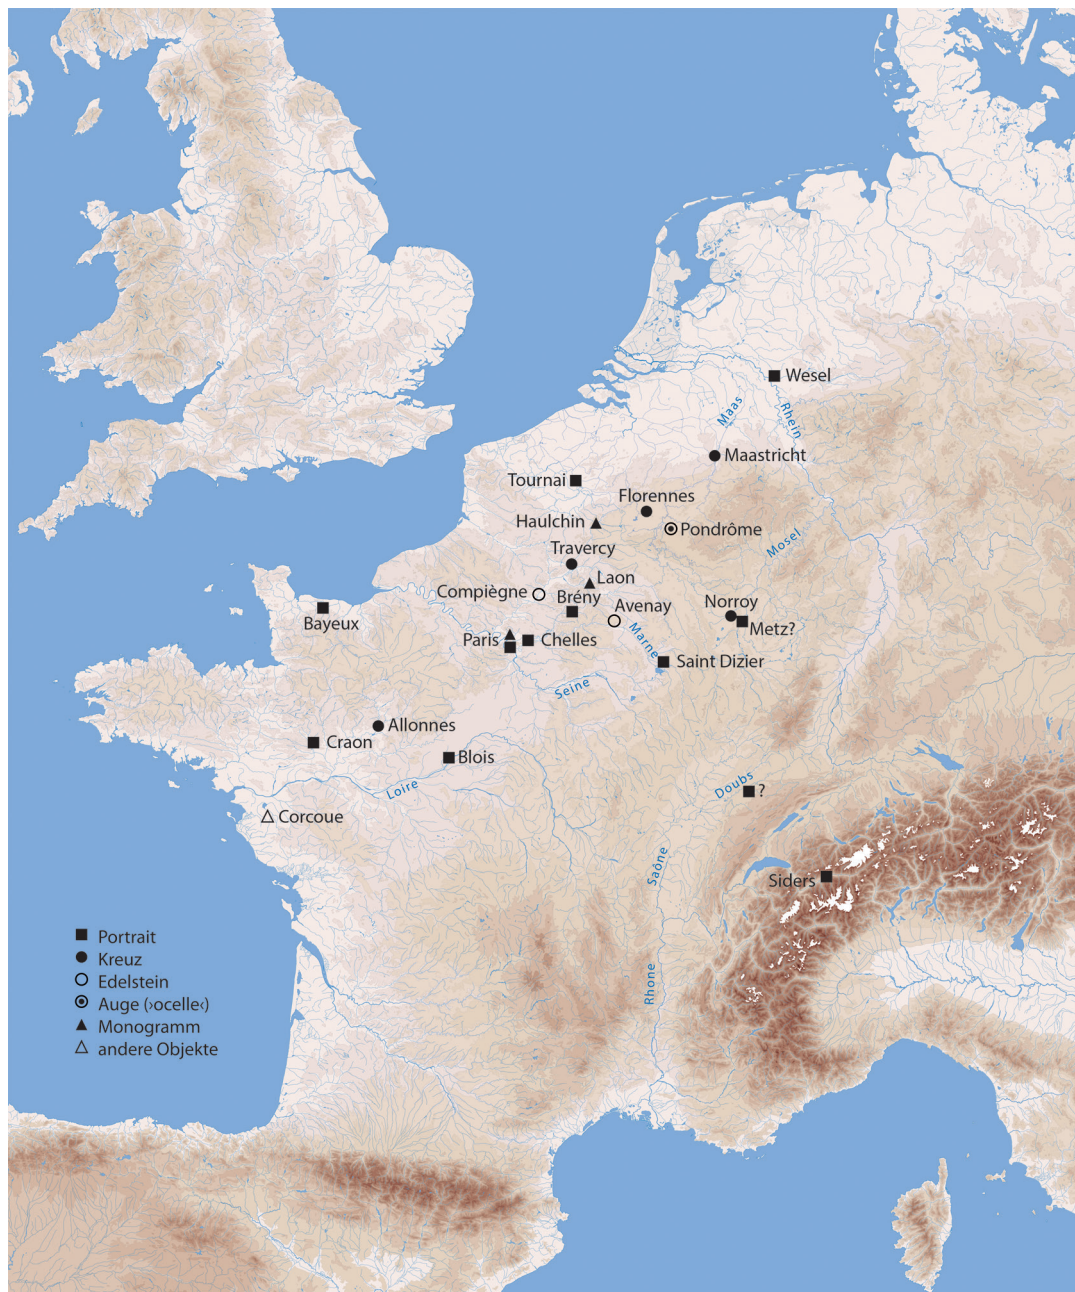 Wesel
Maas
Rhein
Maastricht
Tournai
Florennes
Haulchin
Pondrôme
Travercy
Mosel
Laon
Compiègne
Brény
Avenay
Norroy
Bayeux
Metz?
Paris
Chelles
Marne
Saint Dizier
Seine
Allonnes
Craon
Blois
Loire
Doubs
?
Corcoue
Saône
Siders
Rhone
Portrait
Kreuz
Edelstein
Auge (›ocelle‹)
Monogramm
andere Objekte